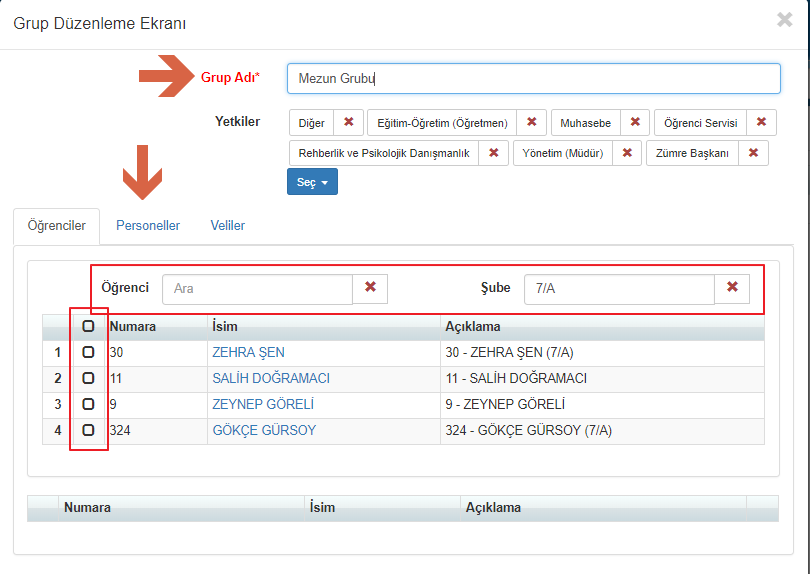 Grup Düzenleme Ekranı
Grup Adı* Mezun Grubu
Yetkiler Diğer Eğitim-Öğretim (Öğretmen) Muhasebe Öğrenci Servisi
Rehberlik ve Psikolojik Danışmanlık Yönetim (Müdür) Zümre Başkanı
Seç
Öğrenciler Personeller Veliler
Öğrenci Ara Şube 7/A
Numara İsim Açıklama
1 30 ZEHRA ŞEN 30 - ZEHRA ŞEN (7/A)
2 11 SALİH DOĞRAMACI 11 - SALİH DOĞRAMACI
3 9 ZEYNEP GÖRELİ 9 - ZEYNEP GÖRELİ
4 324 GÖKÇE GÜRSOY 324 - GÖKÇE GÜRSOY (7/A)
Numara İsim Açıklama